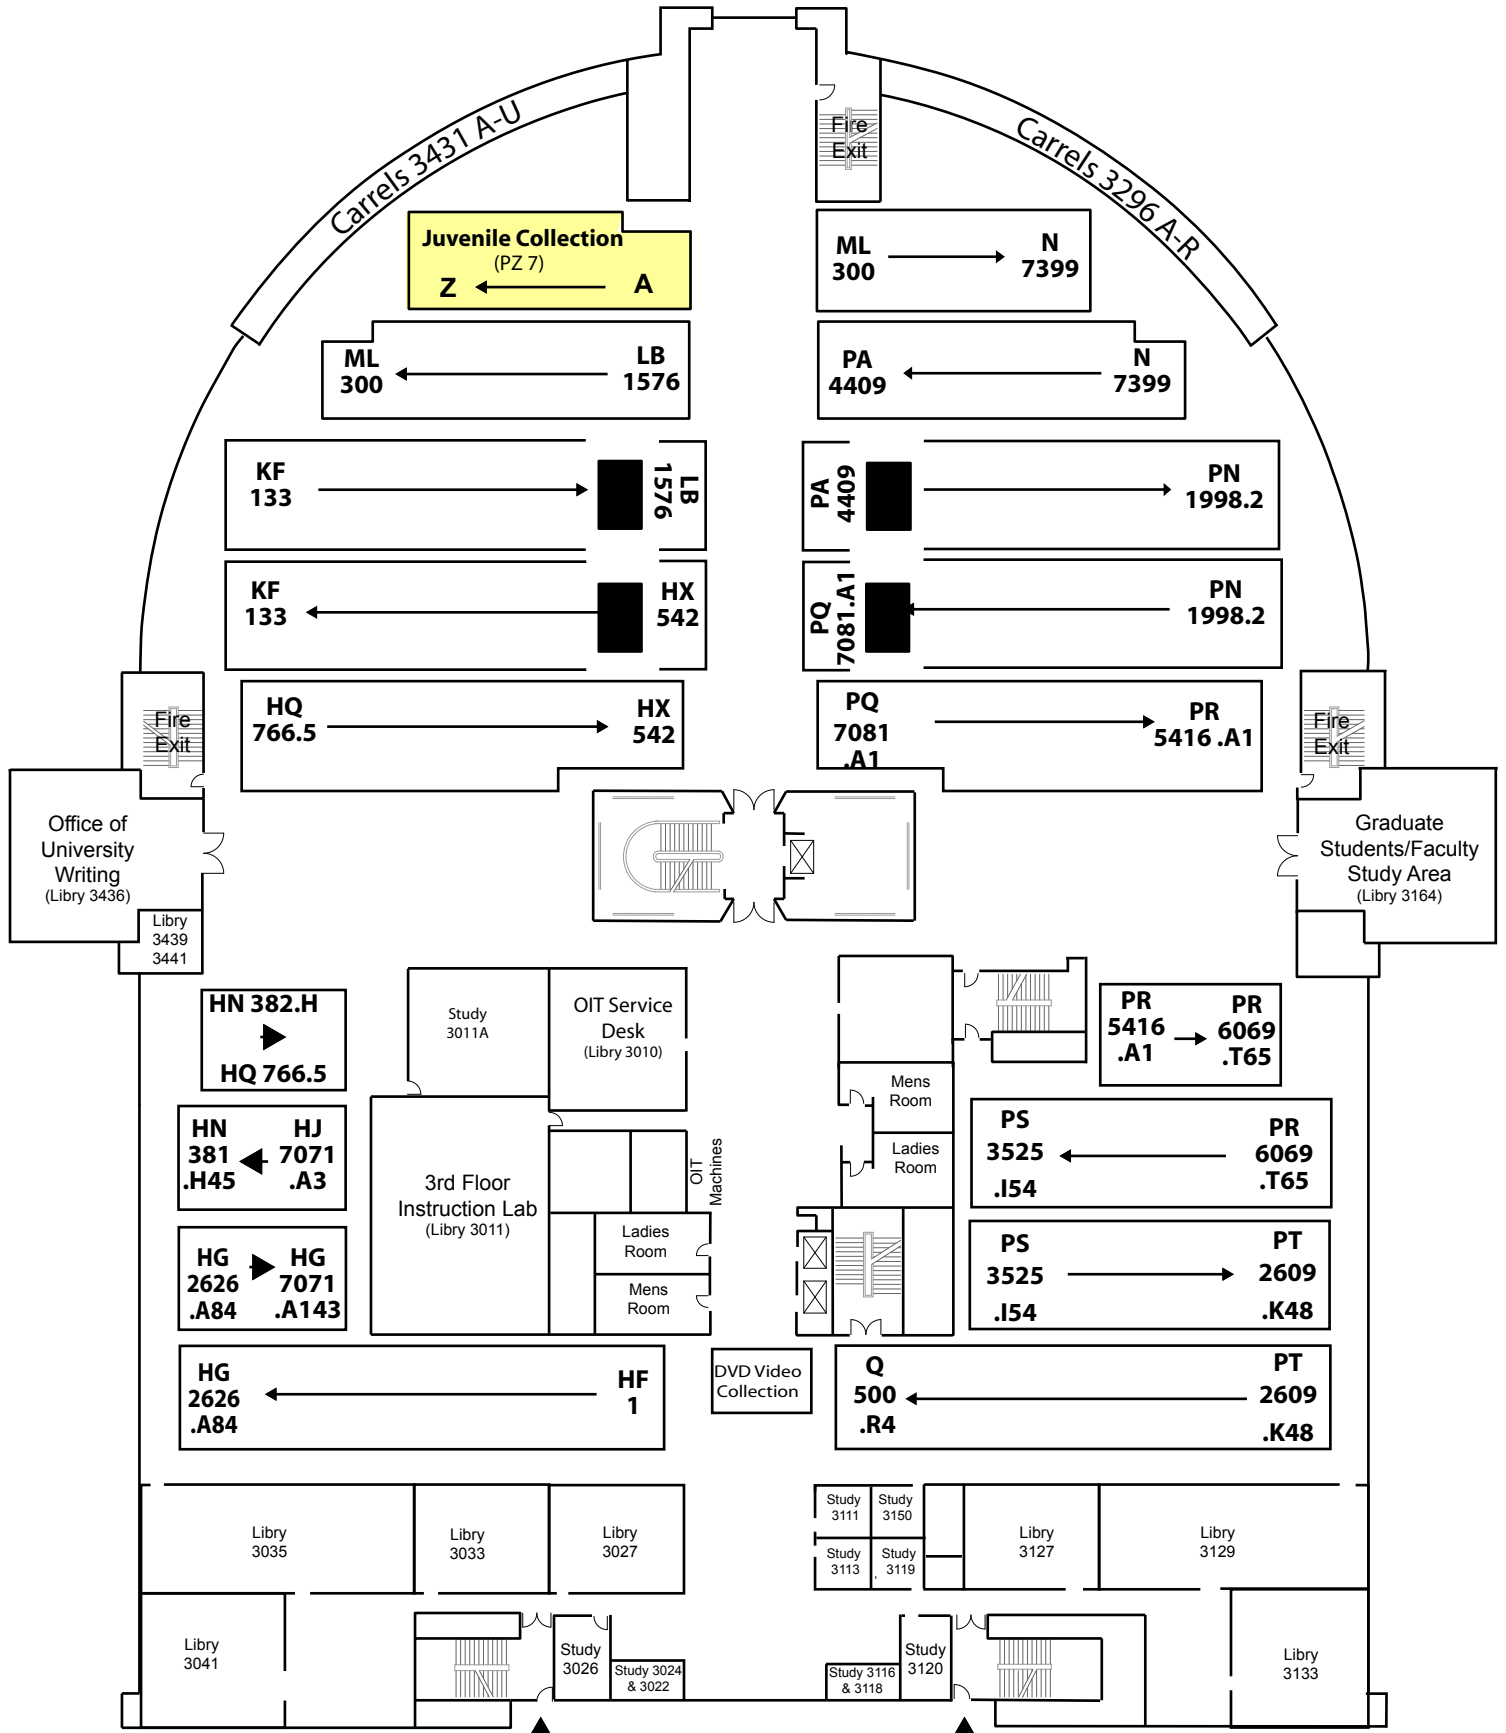 Carrels 3431 A-U
Fire
Exit
Carrels 3296 A-R
Juvenile Collection
(PZ 7)
Z
A
ML
300
N
7399
ML
300
LB
1576
PA
4409
N
7399
KF
133
LB
1576
PA
4409
PN
1998.2
KF
133
HX
542
PQ
7081.A1
PN
1998.2
HQ
766.5
HX
542
PQ
7081
.A1
PR
5416 .A1
Fire
Exit
Fire
Exit
Office of
University
Writing
(Libry 3436)
Libry
3439
3441
Graduate
Students/Faculty
Study Area
(Libry 3164)
HN 382.H
HQ 766.5
Study
3011A
OIT Service
Desk
(Libry 3010)
PR
5416
.A1
PR
6069
.T65
Mens
Room
Ladies
Room
HN
381
.H45
HJ
7071
.A3
3rd Floor
Instruction Lab
(Libry 3011)
OIT
Machines
PS
3525
.I54
PR
6069
.T65
Ladies
Room
Mens
Room
HG
2626
.A84
HG
7071
.A143
PS
3525
.I54
PT
2609
.K48
HG
2626
.A84
HF
1
DVD Video
Collection
Q
500
.R4
PT
2609
.K48
Libry
3035
Libry
3033
Libry
3027
Study
3111
Study
3150
Study
3113
Study
3119
Libry
3127
Libry
3129
Libry
3041
Study
3026
Study 3024
& 3022
Study 3116
& 3118
Study
3120
Libry
3133